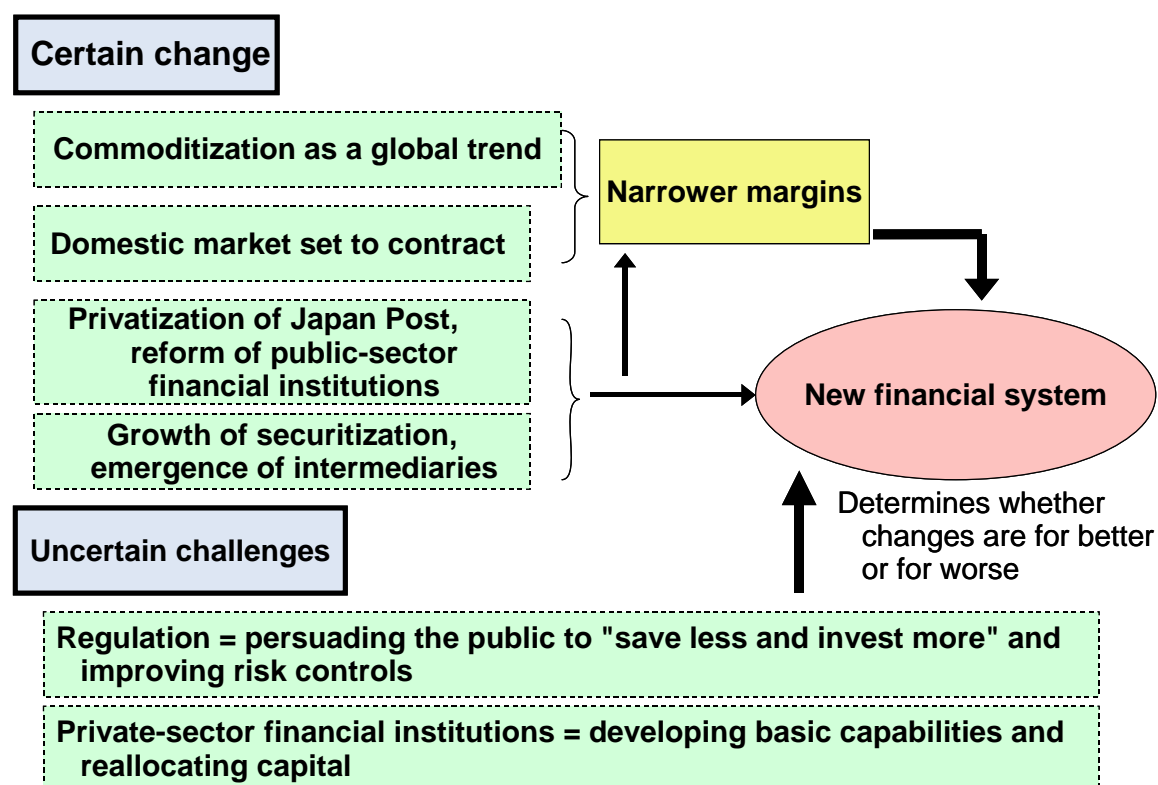 Certain change
Commoditization as a global trend
Narrower margins
Domestic market set to contract
Privatization of Japan Post,
reform of public-sector
financial institutions
New financial system
Growth of securitization,
emergence of intermediaries
Determines whether
changes are for better
or for worse
Uncertain challenges
Regulation = persuading the public to "save less and invest more" and
improving risk controls
Private-sector financial institutions = developing basic capabilities and
reallocating capital